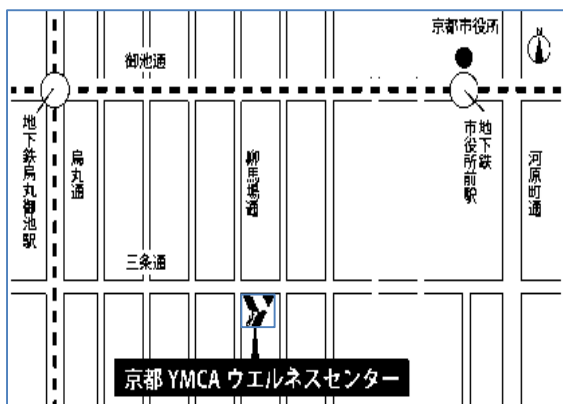 京都市役所
N
御池通
地下鉄烏丸御池駅
烏丸通
柳馬場通
地下鉄
市役所前駅
河原町通
三条通
京都 YMCA ウエルネスセンター